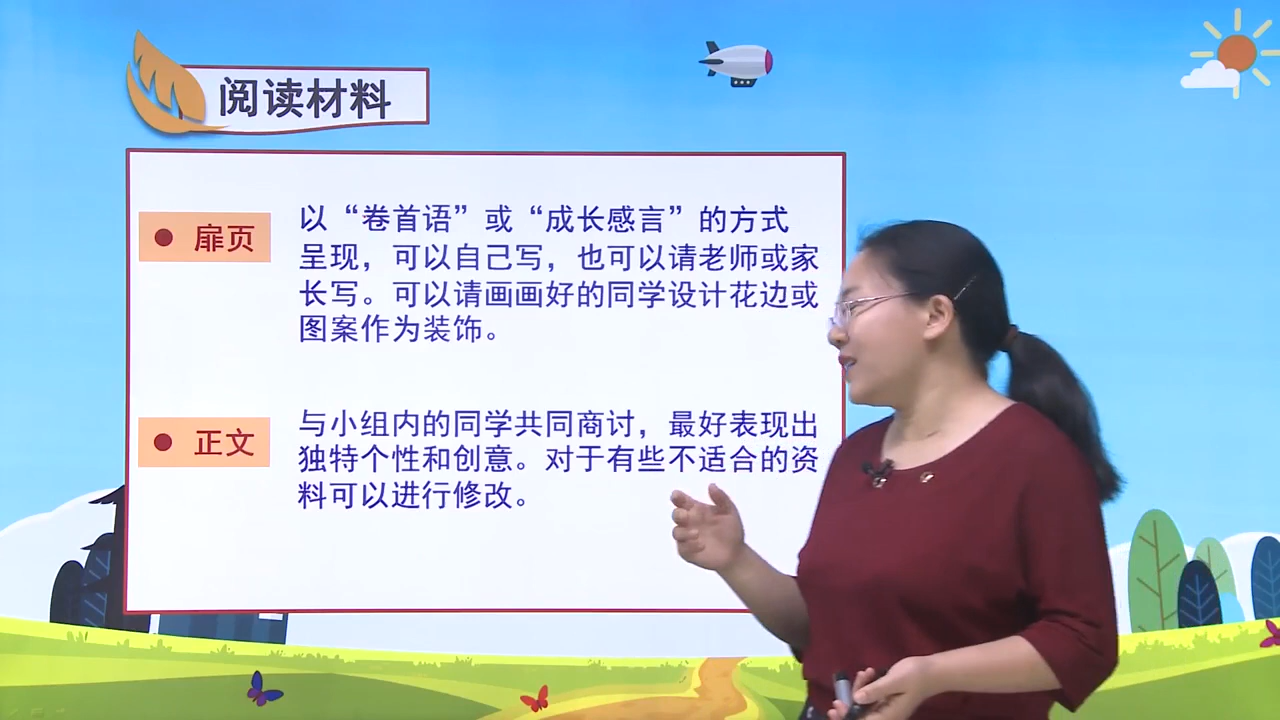 阅读材料
扉页
以“卷首语”或“成长感言”的方式
呈现，可以自己写，也可以请老师或家
长写。可以请画画好的同学设计花边或
图案作为装饰。
正文
与小组内的同学共同商讨，最好表现出
独特个性和创意。对于有些不适合的资
料可以进行修改。